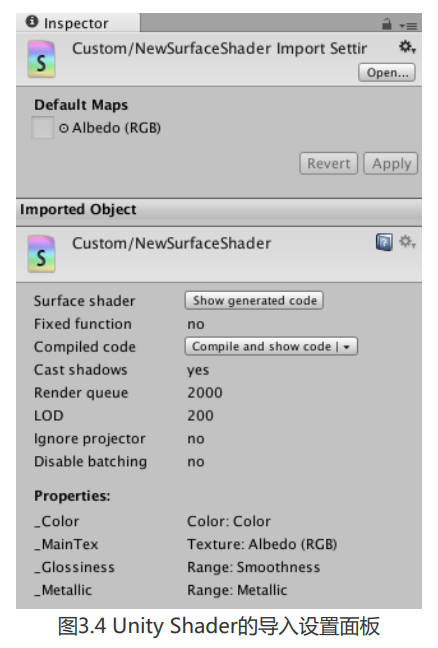 Inspector
Custom/NewSurfaceShader Import Settir
Open...
Default Maps
Albedo (RGB)
Revert Apply
Imported Object
Custom/NewSurfaceShader
Surface shader Show generated code
Fixed function no
Compiled code Compile and show code
Cast shadows yes
Render queue 2000
LOD 200
Ignore projector no
Disable batching no
Properties:
_Color Color: Color
_MainTex Texture: Albedo (RGB)
_Glossiness Range: Smoothness
_Metallic Range: Metallic
图3.4 Unity Shader的导入设置面板